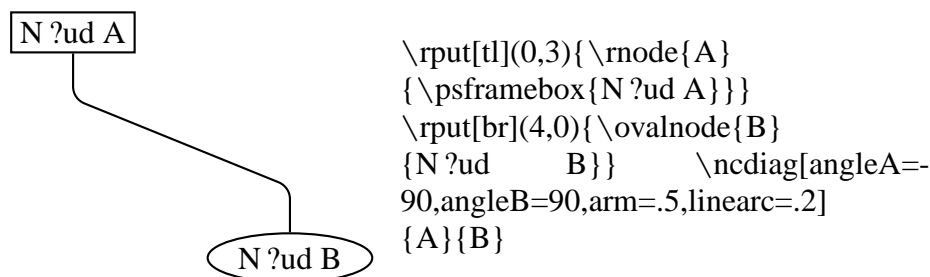 N ?ud A
N ?ud B
\rput[tl](0,3){\rnode{A}
{\psframebox{N ?ud A}}}
\rput[br](4,0){\ovalnode{B}
{N ?ud B}} \ncdiag[angleA=-
90,angleB=90,arm=.5,linearc=.2]
{A}{B}